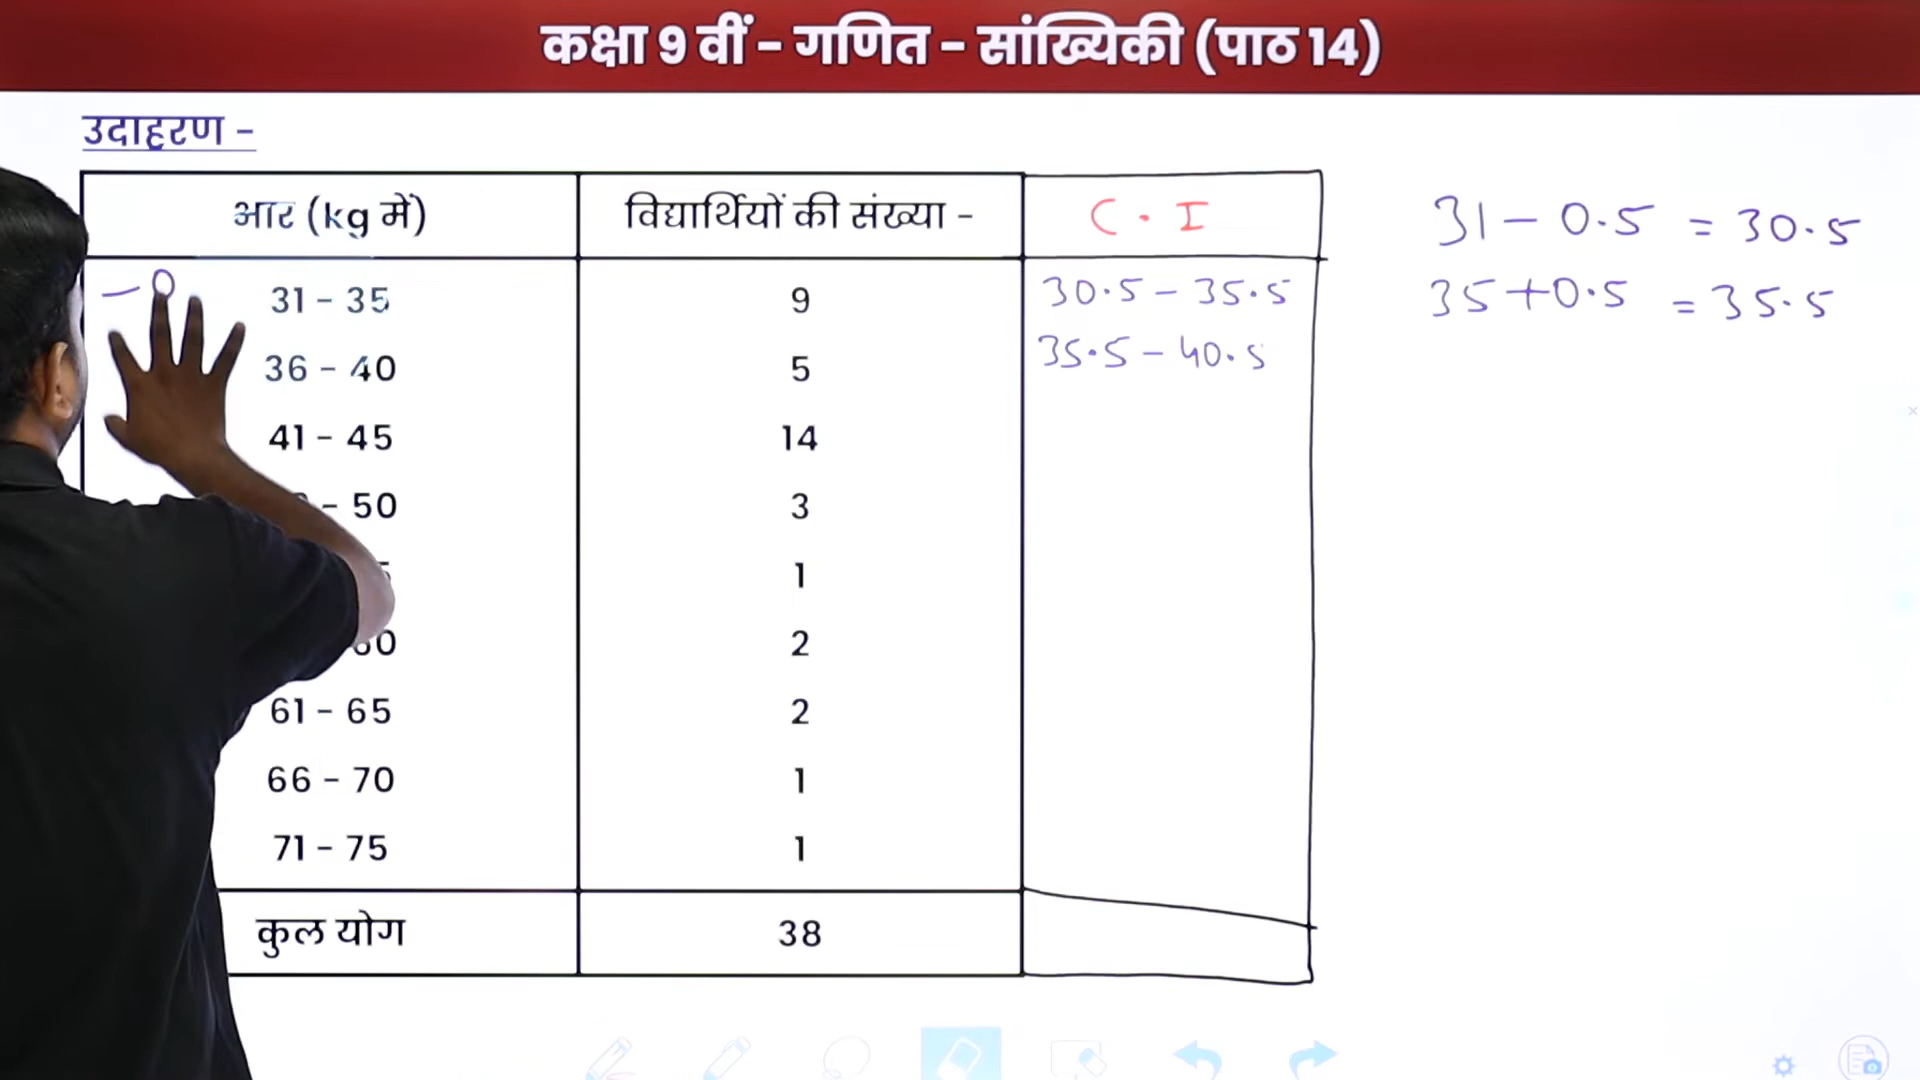 कक्षा 9 वीं - गणित - सांख्यिकी (पाठ 14)
उदाहरण -
आर (kg में) विद्यार्थियों की संख्या - C.I
31 - 0.5 = 30.5
31 - 35 9 30.5 - 35.5
35 + 0.5 = 35.5
36 - 40 5 35.5 - 40.5
41 - 45 14
- 50 3
1
2
61 - 65 2
66 - 70 1
71 - 75 1
कुल योग 38